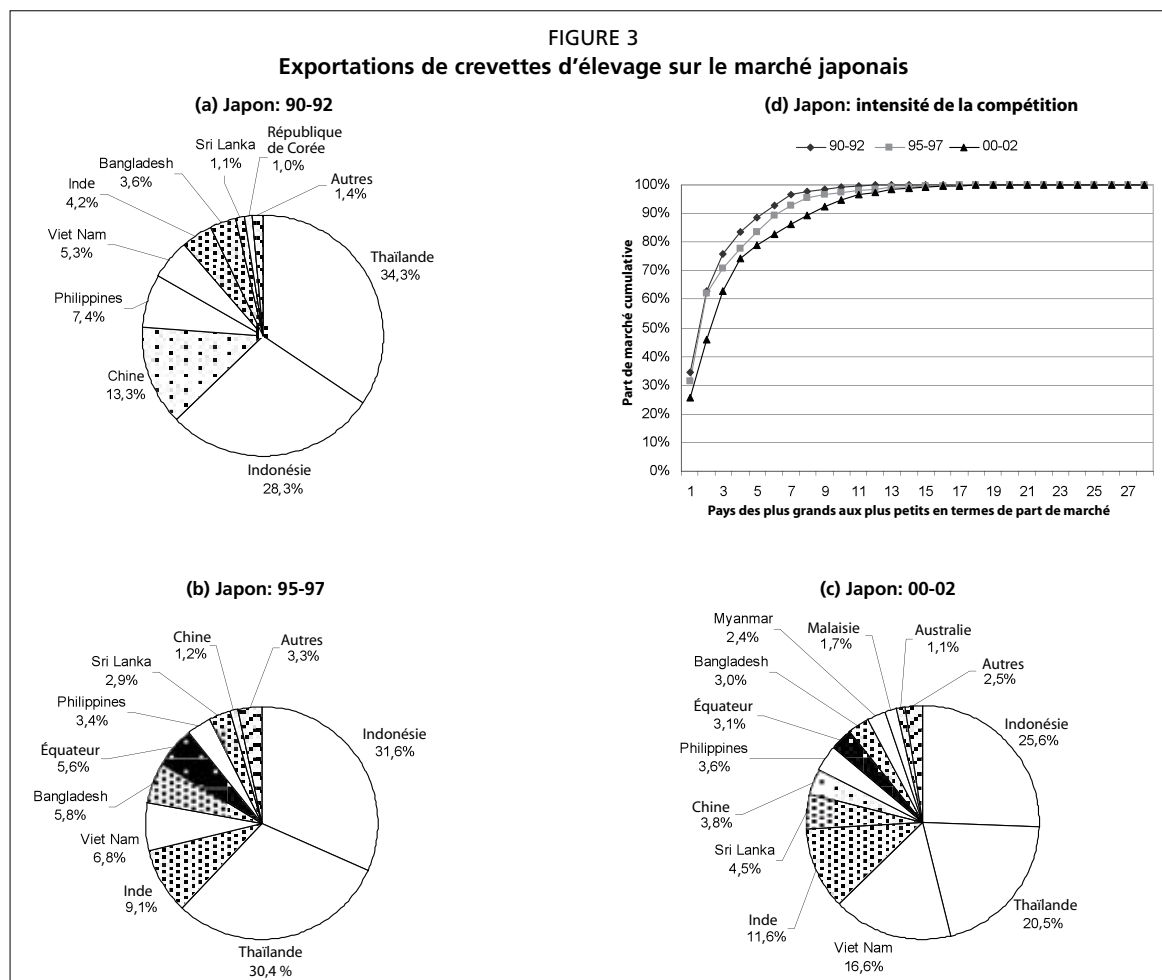 FIGURE 3
Exportations de crevettes d'élevage sur le marché japonais
(a) Japon: 90-92
République
de Corée
1,0%
Sri Lanka
1,1%
Autres
1,4%
Bangladesh
3,6%
Inde
4,2%
Viet Nam
5,3%
Philippines
7,4%
Chine
13,3%
Thaïlande
34,3%
Indonésie
28,3%
(d) Japon: intensité de la compétition
90-92 95-97 00-02
Part de marché cumulative
100%
90%
80%
70%
60%
50%
40%
30%
20%
10%
0%
1 3 5 7 9 11 13 15 17 19 21 23 25 27
Pays des plus grands aux plus petits en termes de part de marché
(b) Japon: 95-97
Chine
1,2%
Autres
3,3%
Sri Lanka
2,9%
Philippines
3,4%
Équateur
5,6%
Bangladesh
5,8%
Viet Nam
6,8%
Inde
9,1%
Indonésie
31,6%
Thaïlande
30,4 %
(c) Japon: 00-02
Myanmar
2,4%
Malaisie
1,7%
Australie
1,1%
Autres
2,5%
Bangladesh
3,0%
Équateur
3,1%
Philippines
3,6%
Chine
3,8%
Sri Lanka
4,5%
Inde
11,6%
Viet Nam
16,6%
Indonésie
25,6%
Thaïlande
20,5%